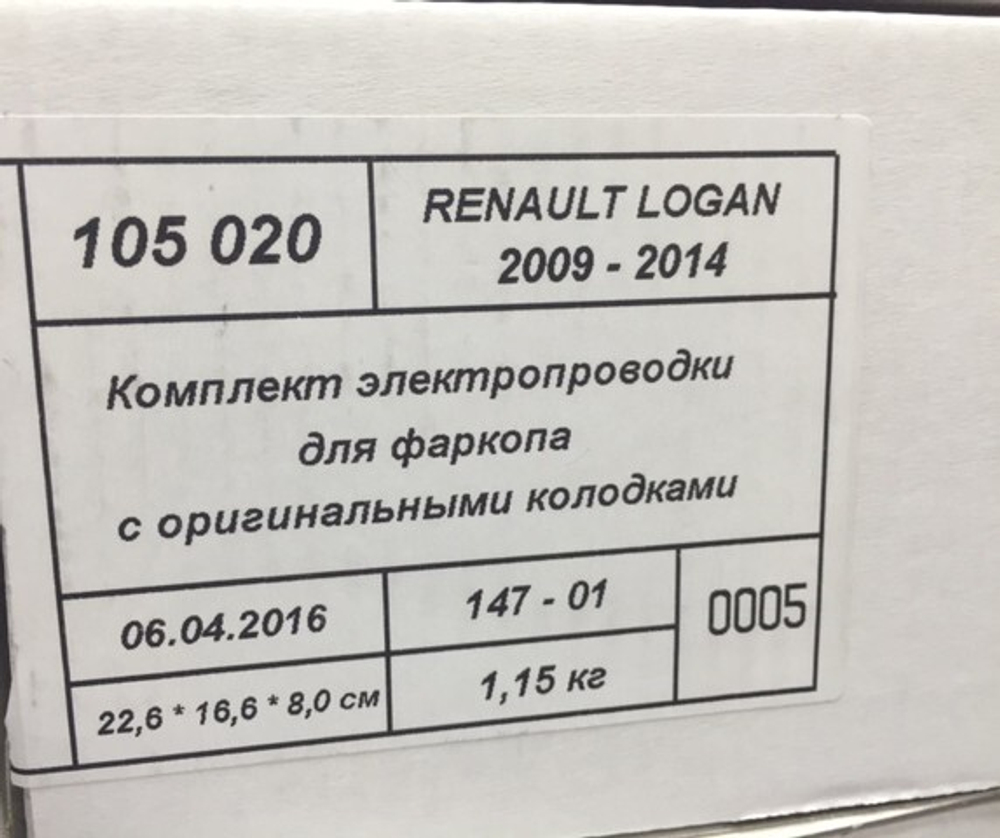 105 020
RENAULT LOGAN
2009 - 2014
Комплект электропроводки
для фаркопа
с оригинальными колодками
06.04.2016
147 - 01
0005
22,6 * 16,6 * 8,0 см
1,15 кг